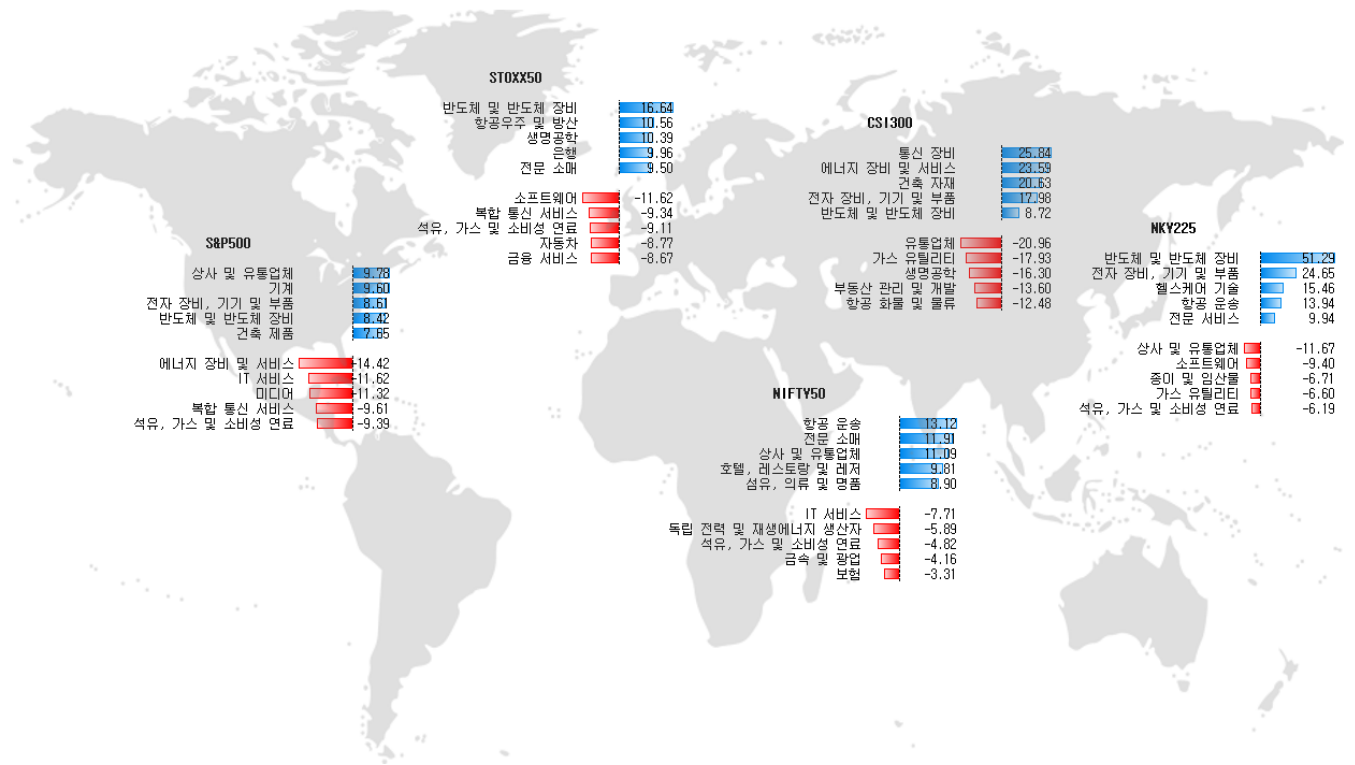 STOXX50
반도체 및 반도체 장비 16.64
항공우주 및 방산 10.56
생명공학 10.39
은행 9.96
전문 소매 9.50
소프트웨어 -11.62
복합 통신 서비스 -9.34
석유, 가스 및 소비성 연료 -9.11
자동차 -8.77
금융 서비스 -8.67
CSI300
통신 장비 25.84
에너지 장비 및 서비스 23.59
건축 자재 20.63
전자 장비, 기기 및 부품 17.98
반도체 및 반도체 장비 8.72
유통업체 -20.96
가스 유틸리티 -17.93
생명공학 -16.30
부동산 관리 및 개발 -13.60
항공 화물 및 물류 -12.48
S&P500
상사 및 유통업체 9.78
기계 9.60
전자 장비, 기기 및 부품 8.61
반도체 및 반도체 장비 8.42
건축 제품 7.65
에너지 장비 및 서비스 -14.42
IT 서비스 -11.62
미디어 -11.32
복합 통신 서비스 -9.61
석유, 가스 및 소비성 연료 -9.39
NKY225
반도체 및 반도체 장비 51.29
전자 장비, 기기 및 부품 24.65
헬스케어 기술 15.46
항공 운송 13.94
전문 서비스 9.94
상사 및 유통업체 -11.67
소프트웨어 -9.40
종이 및 임산물 -6.71
가스 유틸리티 -6.60
석유, 가스 및 소비성 연료 -6.19
NIFTY50
항공 운송 13.12
전문 소매 11.91
상사 및 유통업체 11.09
호텔, 레스토랑 및 레저 9.81
섬유, 의류 및 명품 8.90
IT 서비스 -7.71
독립 전력 및 재생에너지 생산자 -5.89
석유, 가스 및 소비성 연료 -4.82
금속 및 광업 -4.16
보험 -3.31